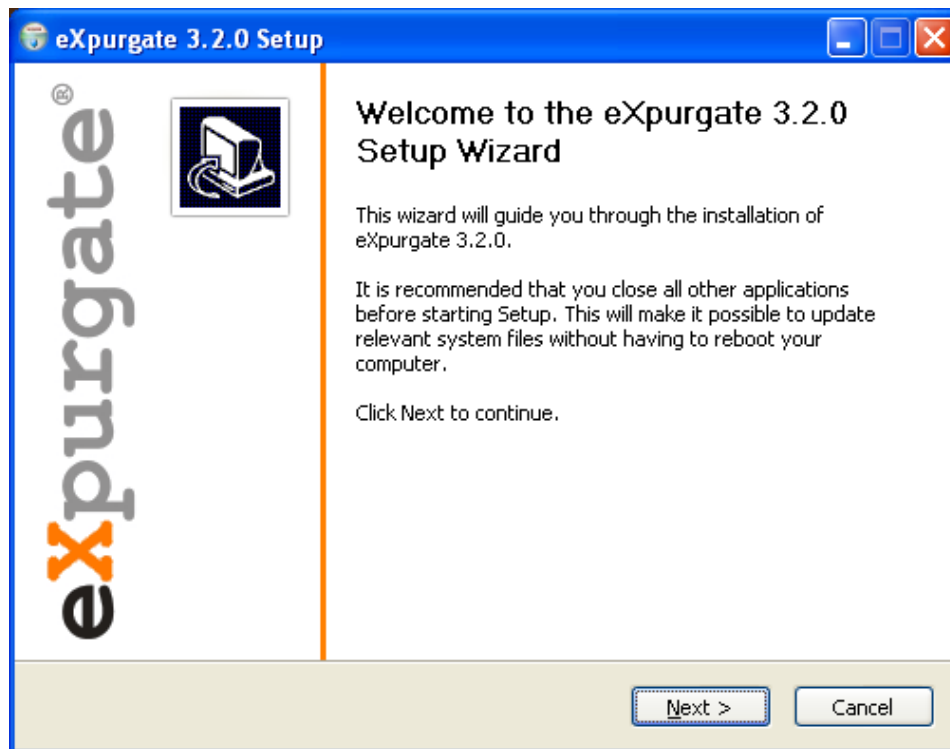 eXpurgate 3.2.0 Setup
eXpurgate®
Welcome to the eXpurgate 3.2.0
Setup Wizard
This wizard will guide you through the installation of
eXpurgate 3.2.0.
It is recommended that you close all other applications
before starting Setup. This will make it possible to update
relevant system files without having to reboot your
computer.
Click Next to continue.
Next >
Cancel